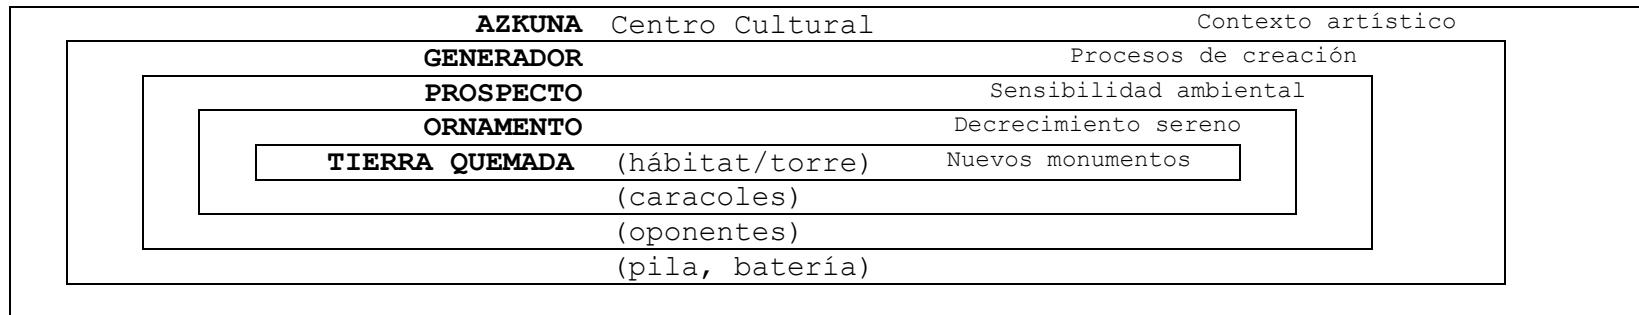 AZKUNA Centro Cultural Contexto artístico
GENERADOR Procesos de creación
PROSPECTO Sensibilidad ambiental
ORNAMENTO Decrecimiento sereno
TIERRA QUEMADA (hábitat/torre) Nuevos monumentos
(caracoles)
(oponentes)
(pila, batería)